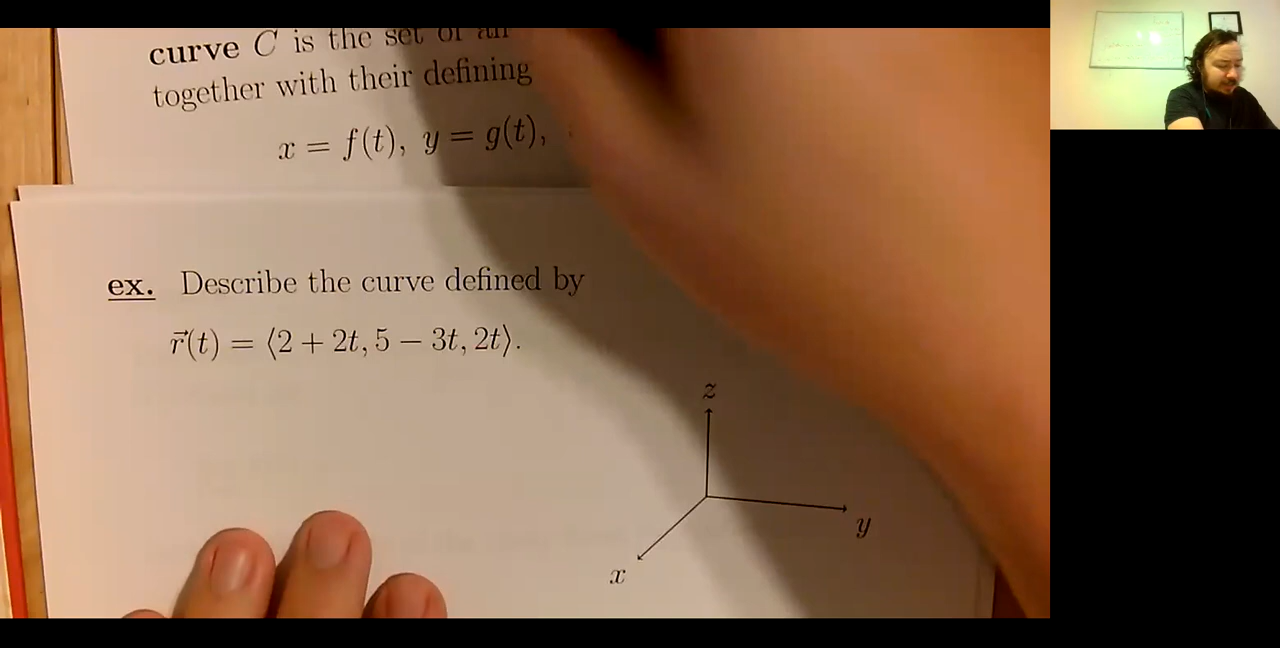 curve C is the set of all
together with their defining
x = f(t), y = g(t),
ex. Describe the curve defined by
r⃗(t) = ⟨2 + 2t, 5 − 3t, 2t⟩.
z
y
x